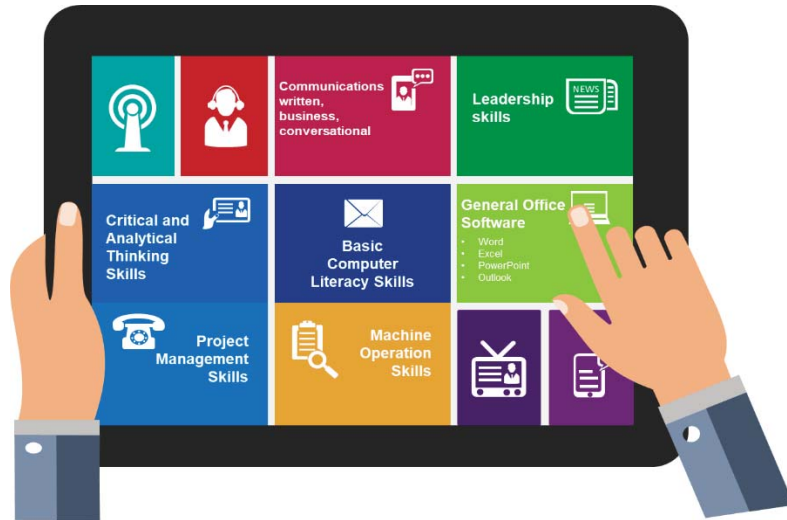 Communications
written,
business,
conversational
Leadership
skills
NEWS
Critical and
Analytical
Thinking
Skills
Basic
Computer
Literacy Skills
General Office
Software
• Word
• Excel
• PowerPoint
• Outlook
Project
Management
Skills
Machine
Operation
Skills